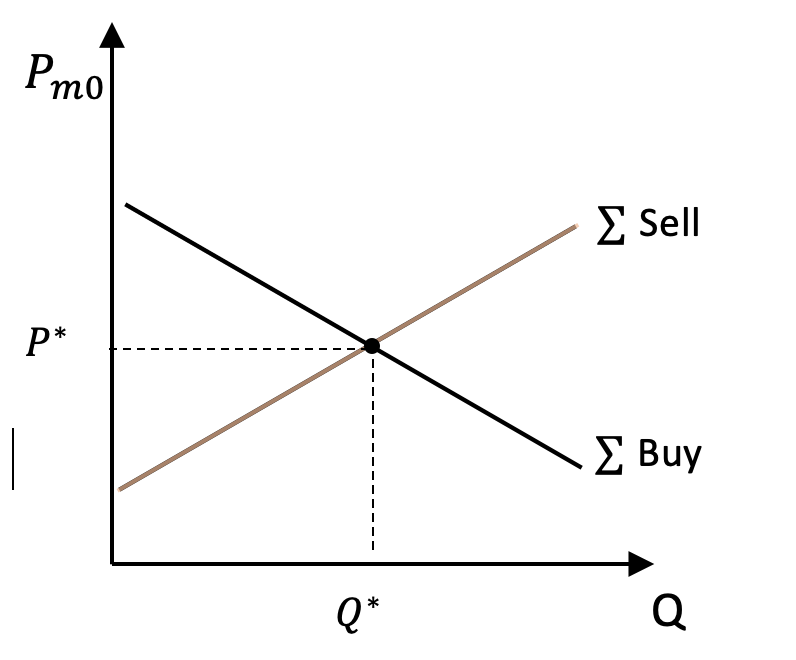 P_{m0}
∑ Sell
P*
∑ Buy
Q*
Q